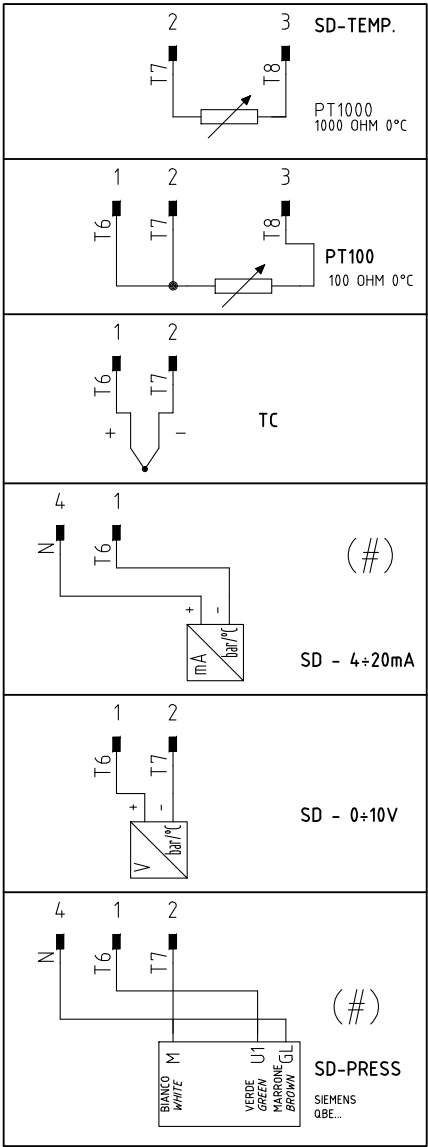 2 3 SD-TEMP.
T7 T8
PT1000
1000 OHM 0°C
1 2 3
T6 T7 T8
PT100
100 OHM 0°C
1 2
T6 T7
+ - TC
4 1
N T6
(#)
+ -
mA bar/°C
SD - 4÷20mA
1 2
T6 T7
+ -
V bar/°C
SD - 0÷10V
4 1 2
N T6 T7
(#)
M U1 GL
BIANCO
WHITE
VERDE
GREEN
MARRONE
BROWN
SD-PRESS
SIEMENS
QBE...